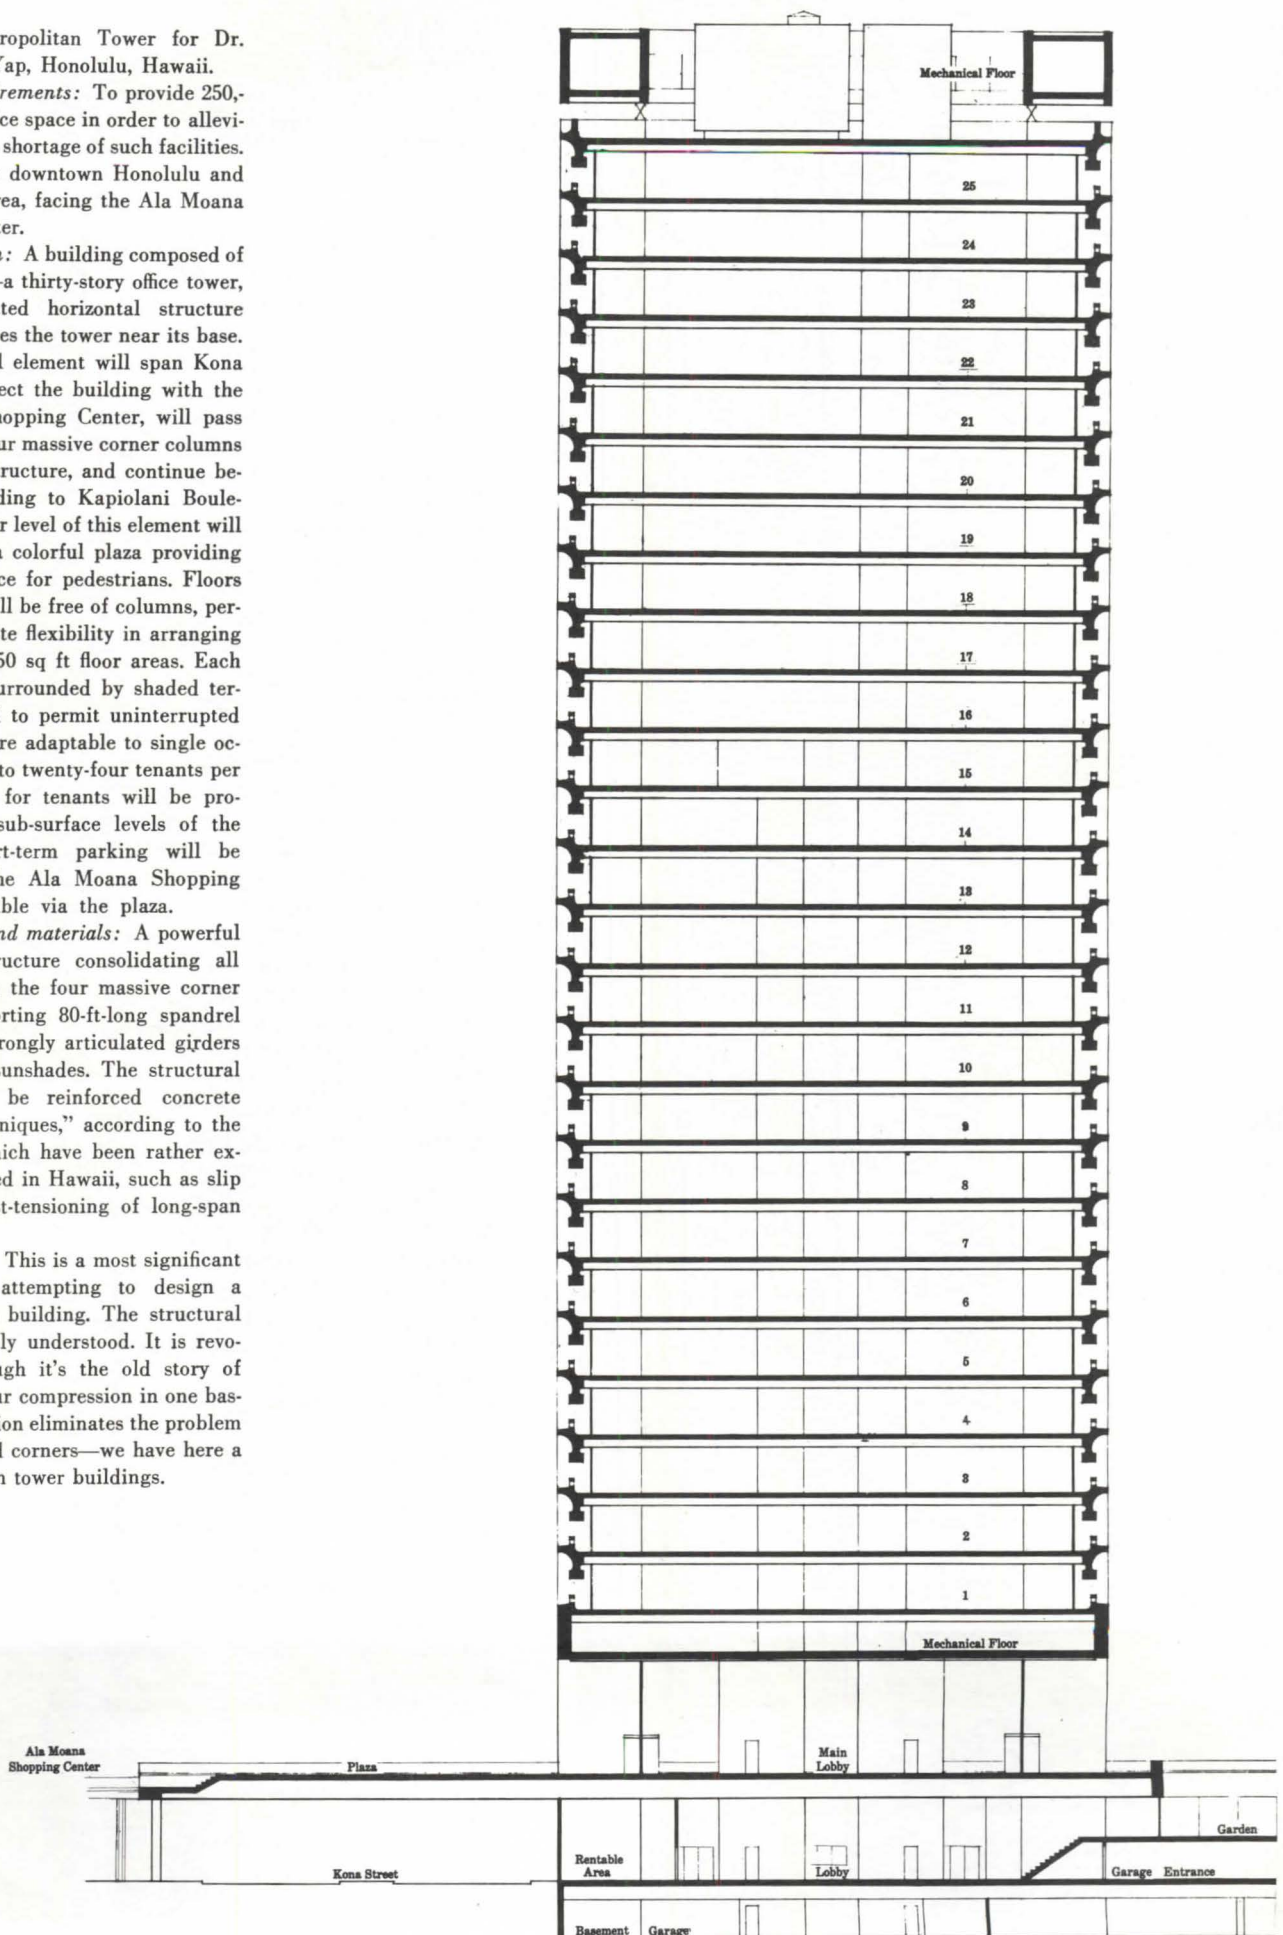 ropolitan Tower for Dr.
ap, Honolulu, Hawaii.
rements: To provide 250,-
ce space in order to allevi-
shortage of such facilities.
downtown Honolulu and
rea, facing the Ala Moana
ter.
: A building composed of
-a thirty-story office tower,
ted horizontal structure
es the tower near its base.
l element will span Kona
ect the building with the
hopping Center, will pass
ur massive corner columns
ructure, and continue be-
ding to Kapiolani Boule-
r level of this element will
a colorful plaza providing
ce for pedestrians. Floors
ll be free of columns, per-
te flexibility in arranging
50 sq ft floor areas. Each
urrounded by shaded ter-
to permit uninterrupted
re adaptable to single oc-
to twenty-four tenants per
for tenants will be pro-
sub-surface levels of the
rt-term parking will be
he Ala Moana Shopping
ble via the plaza.
nd materials: A powerful
ructure consolidating all
the four massive corner
rting 80-ft-long spandrel
rongly articulated girders
sunshades. The structural
be reinforced concrete
niques," according to the
hich have been rather ex-
ed in Hawaii, such as slip
t-tensioning of long-span
This is a most significant
attempting to design a
building. The structural
ly understood. It is revo-
ugh it's the old story of
ur compression in one bas-
ion eliminates the problem
l corners—we have here a
n tower buildings.
Mechanical Floor
25
24
23
22
21
20
19
18
17
16
15
14
13
12
11
10
9
8
7
6
5
4
3
2
1
Mechanical Floor
Ala Moana
Shopping Center
Plaza
Main
Lobby
Garden
Rentable
Area
Kona Street
Lobby
Garage Entrance
Basement Garage